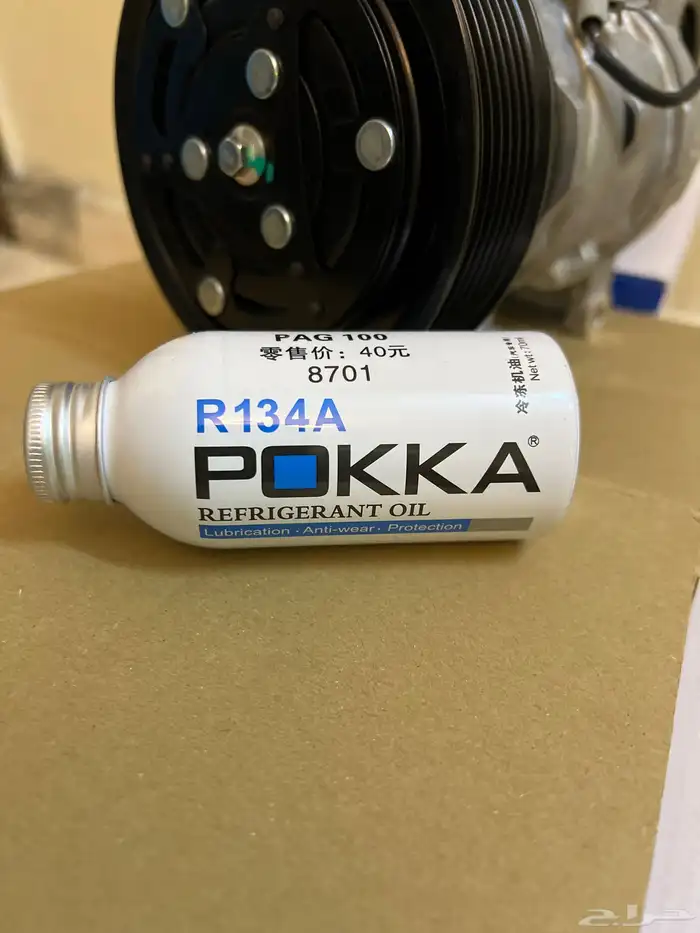 PAG 100
零售价：40元
8701
R134A
POKKA®
REFRIGERANT OIL
Lubrication · Anti-wear · Protection
冷冻机油
Net wt: 70ml
حراج